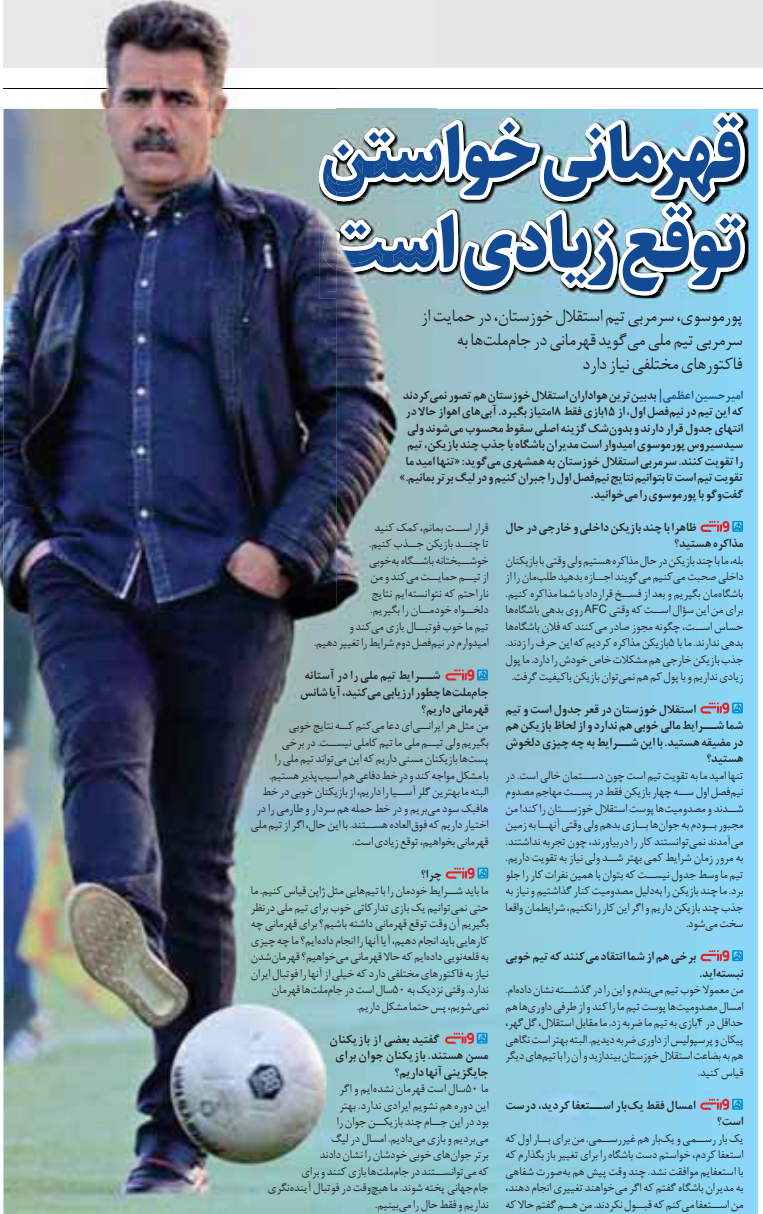 قهرمانی خواستن
توقع زیادی است
پورموسوی، سرمربی تیم استقلال خوزستان، در حمایت از
سرمربی تیم ملی می‌گوید قهرمانی در جام‌ملت‌ها به
فاکتورهای مختلفی نیاز دارد
امیرحسین اعظمی| بدبین‌ترین هواداران استقلال خوزستان هم تصور نمی‌کردند
که این تیم در نیم‌فصل اول، از ۱۵بازی فقط ۸امتیاز بگیرد. آبی‌های اهواز حالا در
انتهای جدول قرار دارند و بدون‌شک گزینه اصلی سقوط محسوب می‌شوند ولی
سیدسیروس پورموسوی امیدوار است مدیران باشگاه با جذب چند بازیکن، تیم
را تقویت کنند. سرمربی استقلال خوزستان به همشهری می‌گوید: «تنها امید ما
تقویت تیم است تا بتوانیم نتایج نیم‌فصل اول را جبران کنیم و در لیگ برتر بمانیم.»
گفت‌وگو با پورموسوی را می‌خوانید.
ورزشی ظاهرا با چند بازیکن داخلی و خارجی در حال
مذاکره هستید؟
بله، ما با چند بازیکن در حال مذاکره هستیم ولی وقتی با بازیکنان
داخلی صحبت می‌کنیم می‌گویند اجازه بدهید طلب‌مان را از
باشگاه‌مان بگیریم و بعد از فسخ قرارداد با شما مذاکره کنیم.
برای من این سؤال است که وقتی AFC روی بدهی باشگاه‌ها
حساس است، چگونه مجوز صادر می‌کنند که فلان باشگاه‌ها
بدهی ندارند. ما با ۵بازیکن مذاکره کردیم که این حرف را زدند.
جذب بازیکن خارجی هم مشکلات خاص خودش را دارد. ما پول
زیادی نداریم و با پول کم هم نمی‌توان بازیکن باکیفیت گرفت.
ورزشی استقلال خوزستان در قعر جدول است و تیم
شما شرایط مالی خوبی هم ندارد و از لحاظ بازیکن هم
در مضیقه هستید. با این شرایط به چه چیزی دلخوش
هستید؟
تنها امید ما به تقویت تیم است چون دستمان خالی است. در
نیم‌فصل اول سه چهار بازیکن فقط در پست مهاجم مصدوم
شدند و مصدومیت‌ها پوست استقلال خوزستان را کند! من
مجبور بودم به جوان‌ها بازی بدهم ولی وقتی آنها به زمین
می‌آمدند نمی‌توانستند کار را دربیاورند، چون تجربه نداشتند.
به مرور زمان شرایط کمی بهتر شد ولی نیاز به تقویت داریم.
تیم ما وسط جدول نیست که بتوان با همین نفرات کار را جلو
برد. ما چند بازیکن را به‌دلیل مصدومیت کنار گذاشتیم و نیاز به
جذب چند بازیکن داریم و اگر این کار را نکنیم، شرایطمان واقعا
سخت می‌شود.
ورزشی برخی هم از شما انتقاد می‌کنند که تیم خوبی
نبسته‌اید.
من معمولا خوب تیم می‌بندم و این را در گذشته نشان داده‌ام.
امسال مصدومیت‌ها پوست تیم ما را کند و از طرفی داوری‌ها هم
حداقل در ۴بازی به تیم ما ضربه زد. ما مقابل استقلال، گل‌گهر،
پیکان و پرسپولیس از داوری ضربه دیدیم. البته بهتر است نگاهی
هم به بضاعت استقلال خوزستان بیندازید و آن را با تیم‌های دیگر
قیاس کنید.
ورزشی امسال فقط یک‌بار استعفا کردید، درست
است؟
یک بار رسمی و یک‌بار هم غیررسمی. من برای بار اول که
استعفا کردم، خواستم دست باشگاه را برای تغییر باز بگذارم که
با استعفایم موافقت نشد. چند وقت پیش هم به‌صورت شفاهی
به مدیران باشگاه گفتم که اگر می‌خواهند تغییری انجام دهند،
من استعفا می‌کنم که قبول نکردند. من هم گفتم حالا که
قرار است بمانم، کمک کنید
تا چند بازیکن جذب کنیم.
خوشبختانه باشگاه به‌خوبی
از تیم حمایت می‌کند و من
ناراحتم که نتوانسته‌ایم نتایج
دلخواه خودمان را بگیریم.
تیم ما خوب فوتبال بازی می‌کند و
امیدوارم در نیم‌فصل دوم شرایط را تغییر دهیم.
ورزشی شرایط تیم ملی را در آستانه
جام‌ملت‌ها چطور ارزیابی می‌کنید، آیا شانس
قهرمانی داریم؟
من مثل هر ایرانی‌ای دعا می‌کنم که نتایج خوبی
بگیریم ولی تیم ملی ما تیم کاملی نیست. در برخی
پست‌ها بازیکنان مسنی داریم که این می‌تواند تیم ملی را
با مشکل مواجه کند و در خط دفاعی هم آسیب‌پذیر هستیم.
البته ما بهترین گلر آسیا را داریم، از بازیکنان خوبی در خط
هافبک سود می‌بریم و در خط حمله هم سردار و طارمی را در
اختیار داریم که فوق‌العاده هستند. با این حال، اگر از تیم ملی
قهرمانی بخواهیم، توقع زیادی است.
ورزشی چرا؟
ما باید شرایط خودمان را با تیم‌هایی مثل ژاپن قیاس کنیم. ما
حتی نمی‌توانیم یک بازی تدارکاتی خوب برای تیم ملی درنظر
بگیریم آن وقت توقع قهرمانی داشته باشیم؟ برای قهرمانی چه
کارهایی باید انجام دهیم، آیا آنها را انجام داده‌ایم؟ ما چه چیزی
به قلعه‌نویی داده‌ایم که حالا قهرمانی می‌خواهیم؟ قهرمان‌شدن
نیاز به فاکتورهای مختلفی دارد که خیلی از آنها را فوتبال ایران
ندارد. وقتی نزدیک به ۵۰سال است در جام‌ملت‌ها قهرمان
نمی‌شویم، پس حتما مشکل داریم.
ورزشی گفتید بعضی از بازیکنان
مسن هستند. بازیکنان جوان برای
جایگزینی آنها داریم؟
ما ۵۰سال است قهرمان نشده‌ایم و اگر
این دوره هم نشویم ایرادی ندارد. بهتر
بود در این جام چند بازیکن جوان را
می‌بردیم و بازی می‌دادیم. امسال در لیگ
برتر جوان‌های خوبی خودشان را نشان دادند
که می‌توانستند در جام‌ملت‌ها بازی کنند و برای
جام‌جهانی پخته شوند. ما هیچ‌وقت در فوتبال آینده‌نگری
نداریم و فقط حال را می‌بینیم.